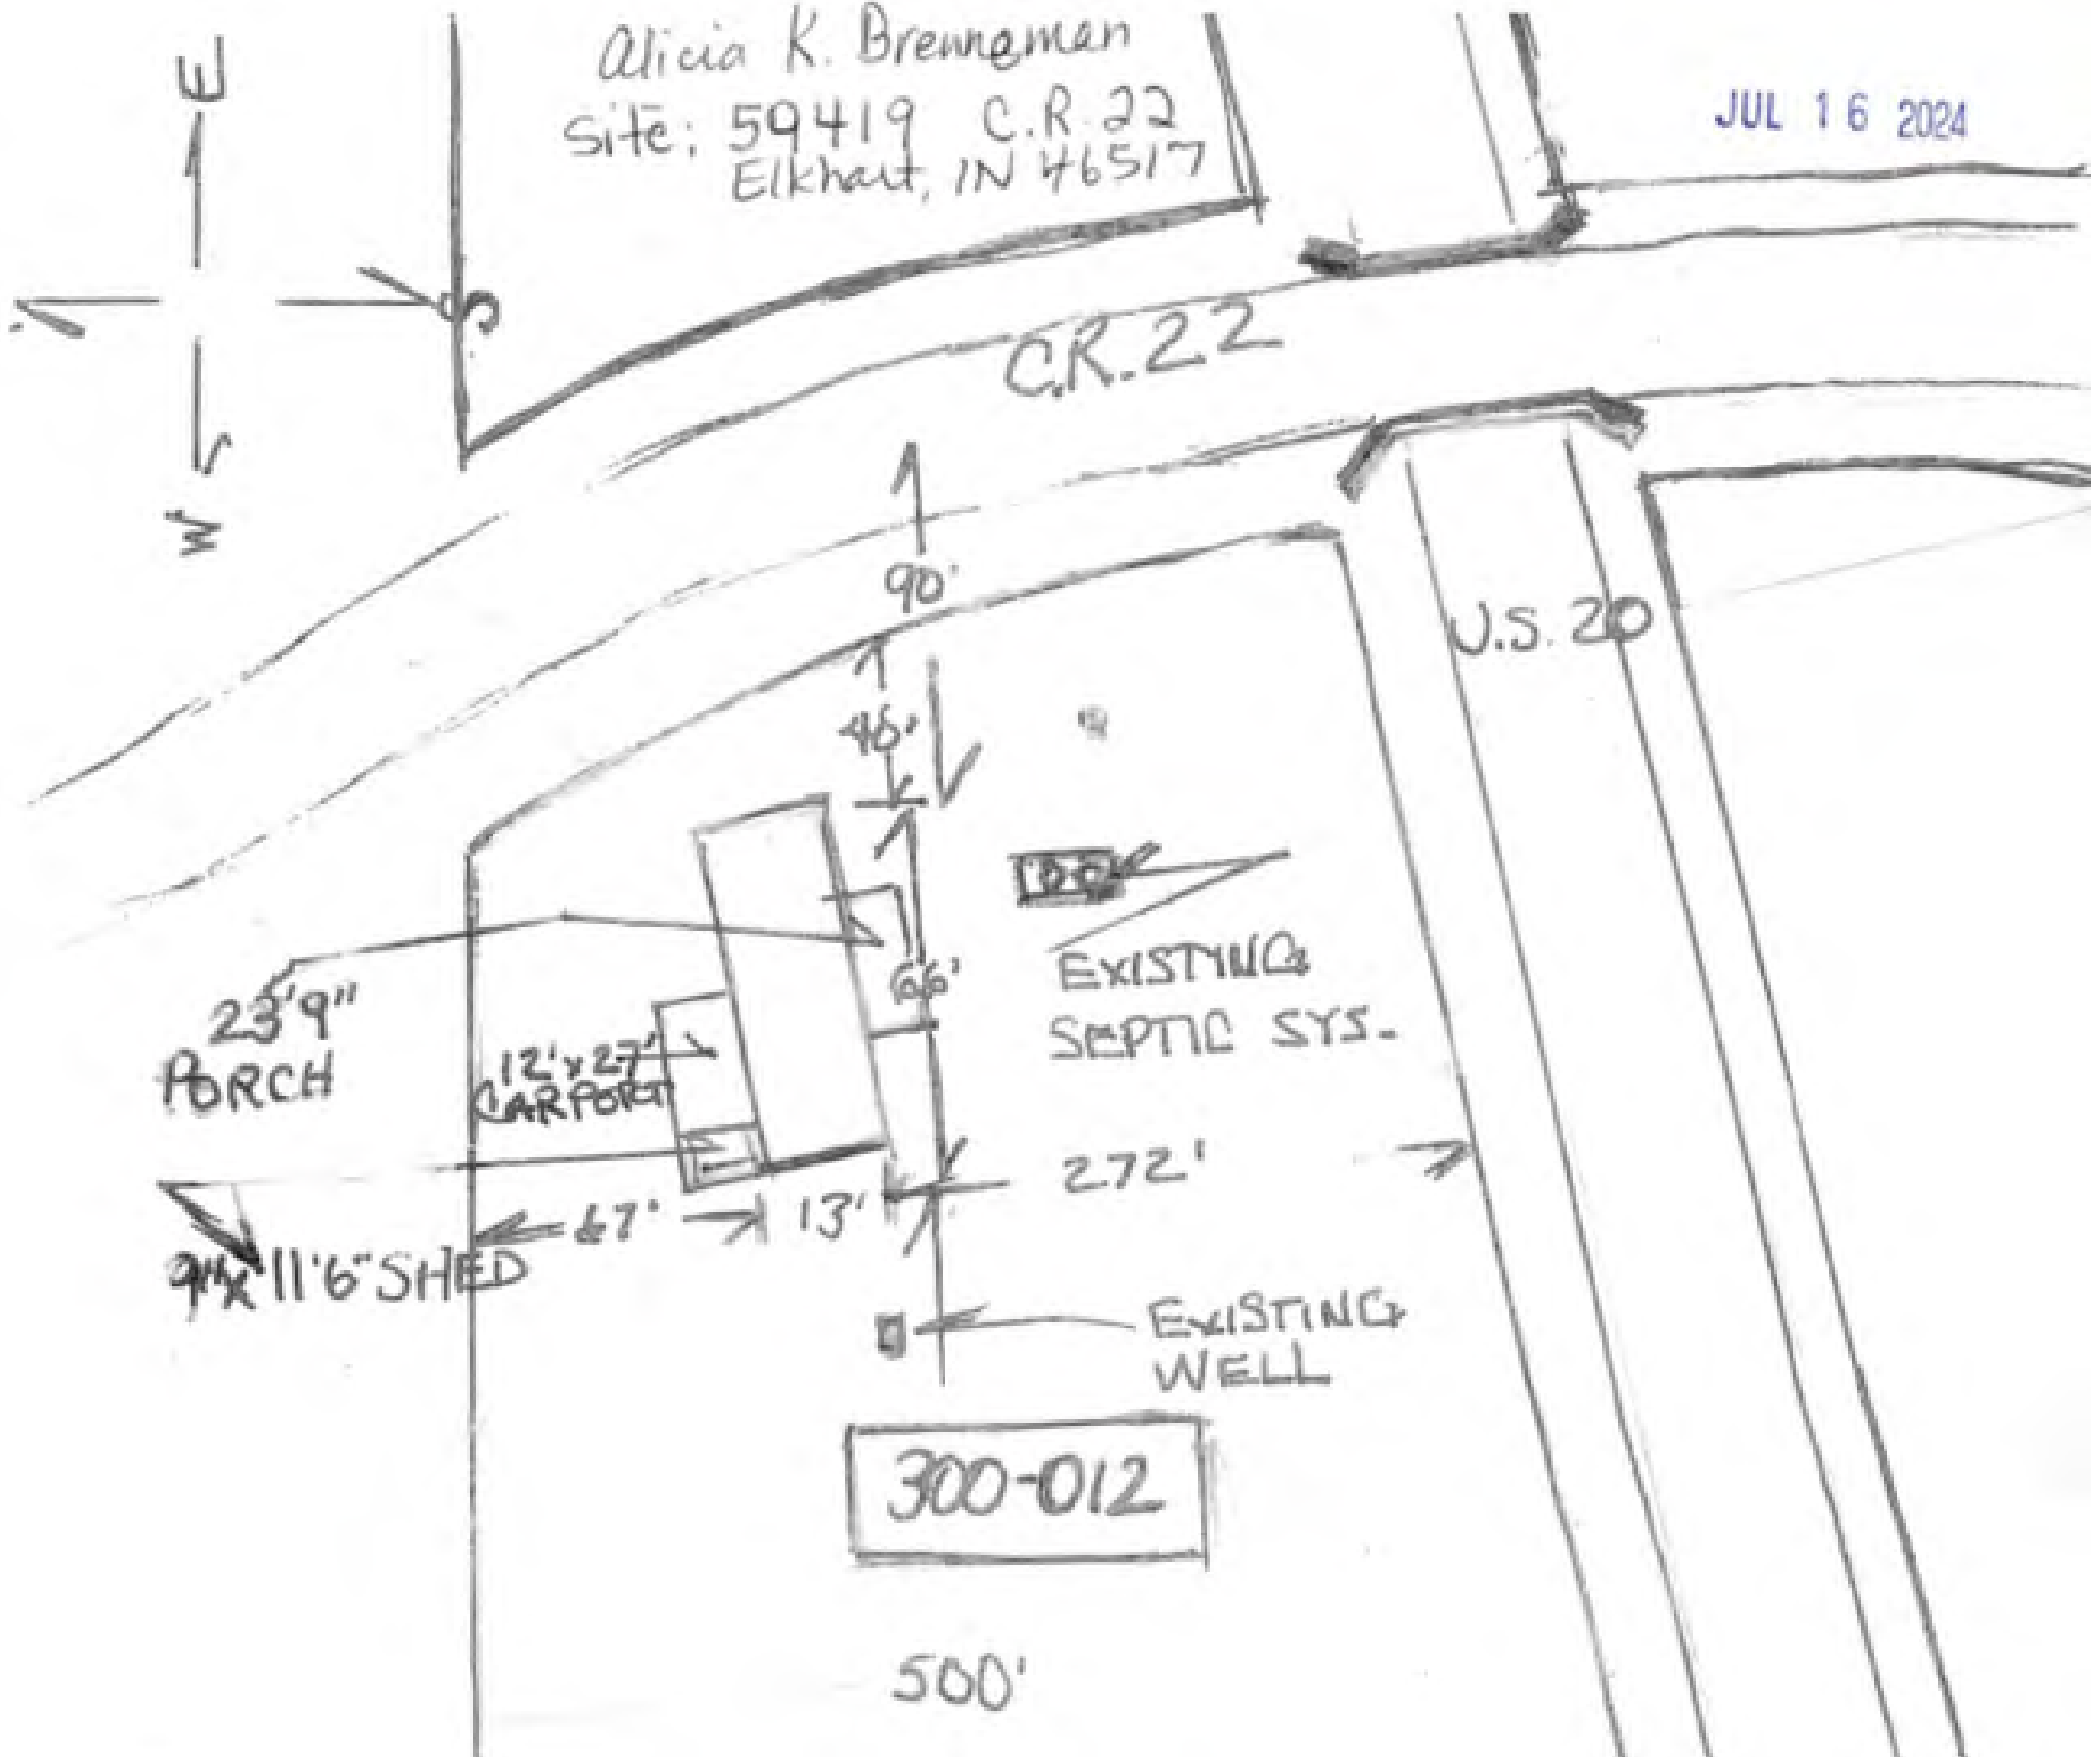 Alicia K. Brenneman
Site: 59419 C.R. 22
Elkhart, IN 46517
JUL 16 2024
E
S
W
C.R. 22
90'
U.S. 20
46'
66'
EXISTING
SEPTIC SYS.
23'9"
PORCH
12'x27'
CARPORT
272'
67'
13'
11'6" SHED
EXISTING
WELL
300-012
500'